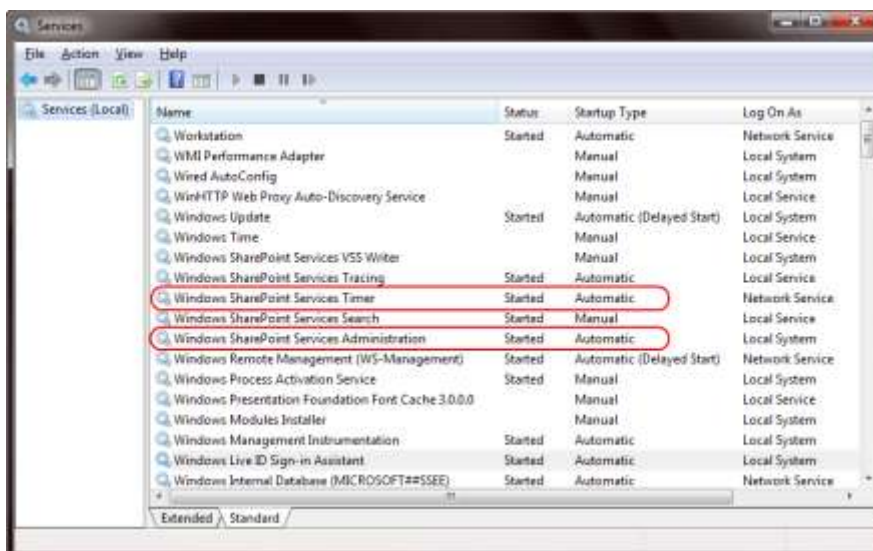 Services
File Action View Help
Services (Local)
Name Status Startup Type Log On As
Workstation Started Automatic Network Service
WMI Performance Adapter Manual Local System
Wired AutoConfig Manual Local System
WinHTTP Web Proxy Auto-Discovery Service Manual Local Service
Windows Update Started Automatic (Delayed Start) Local System
Windows Time Manual Local Service
Windows SharePoint Services VSS Writer Manual Local System
Windows SharePoint Services Tracing Started Automatic Local Service
Windows SharePoint Services Timer Started Automatic Network Service
Windows SharePoint Services Search Started Manual Local Service
Windows SharePoint Services Administration Started Automatic Local System
Windows Remote Management (WS-Management) Started Automatic (Delayed Start) Network Service
Windows Process Activation Service Started Manual Local System
Windows Presentation Foundation Font Cache 3.0.0.0 Manual Local Service
Windows Modules Installer Manual Local System
Windows Management Instrumentation Started Automatic Local System
Windows Live ID Sign-in Assistant Started Automatic Local System
Windows Internal Database (MICROSOFT##SSEE) Started Automatic Network Service
Extended Standard